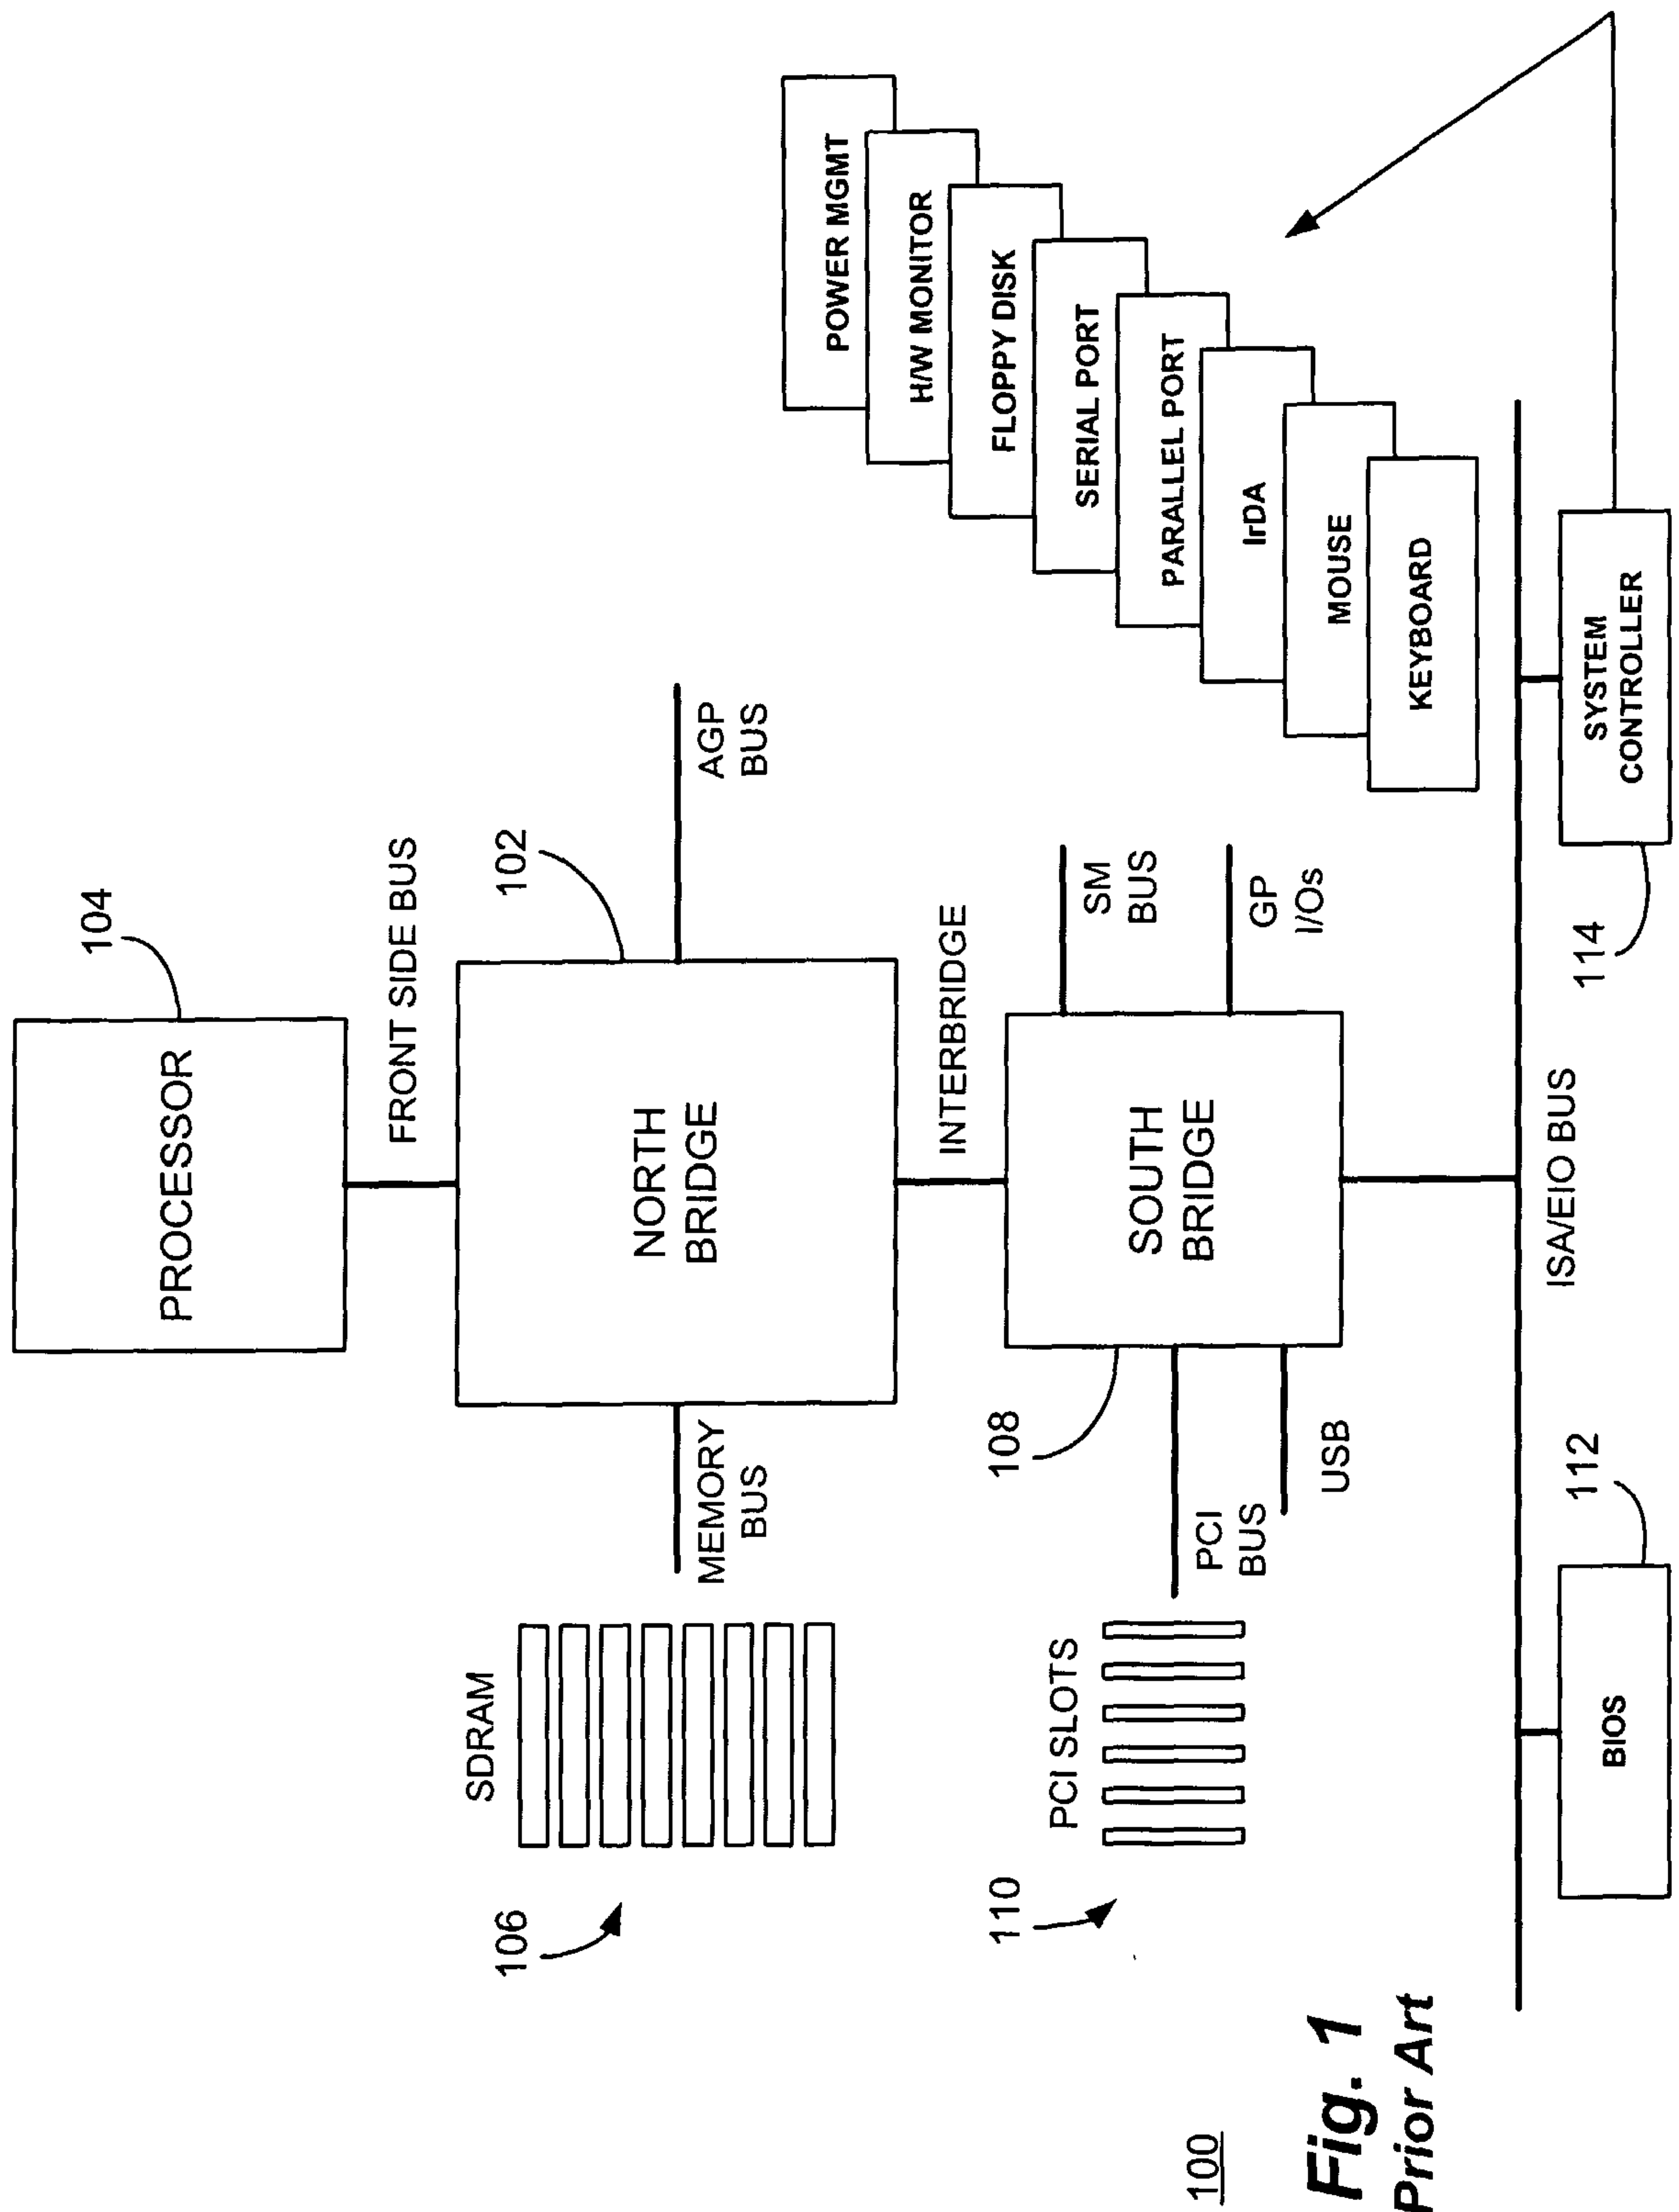 104
PROCESSOR
FRONT SIDE BUS
102
106
SDRAM
MEMORY
BUS
NORTH
BRIDGE
AGP
BUS
INTERBRIDGE
110
PCI SLOTS
108
PCI
BUS
USB
SOUTH
BRIDGE
SM
BUS
GP
I/Os
POWER MGMT
H/W MONITOR
FLOPPY DISK
SERIAL PORT
PARALLEL PORT
IrDA
MOUSE
KEYBOARD
ISA/EIO BUS
112
BIOS
114
SYSTEM
CONTROLLER
100
Fig. 1
Prior Art